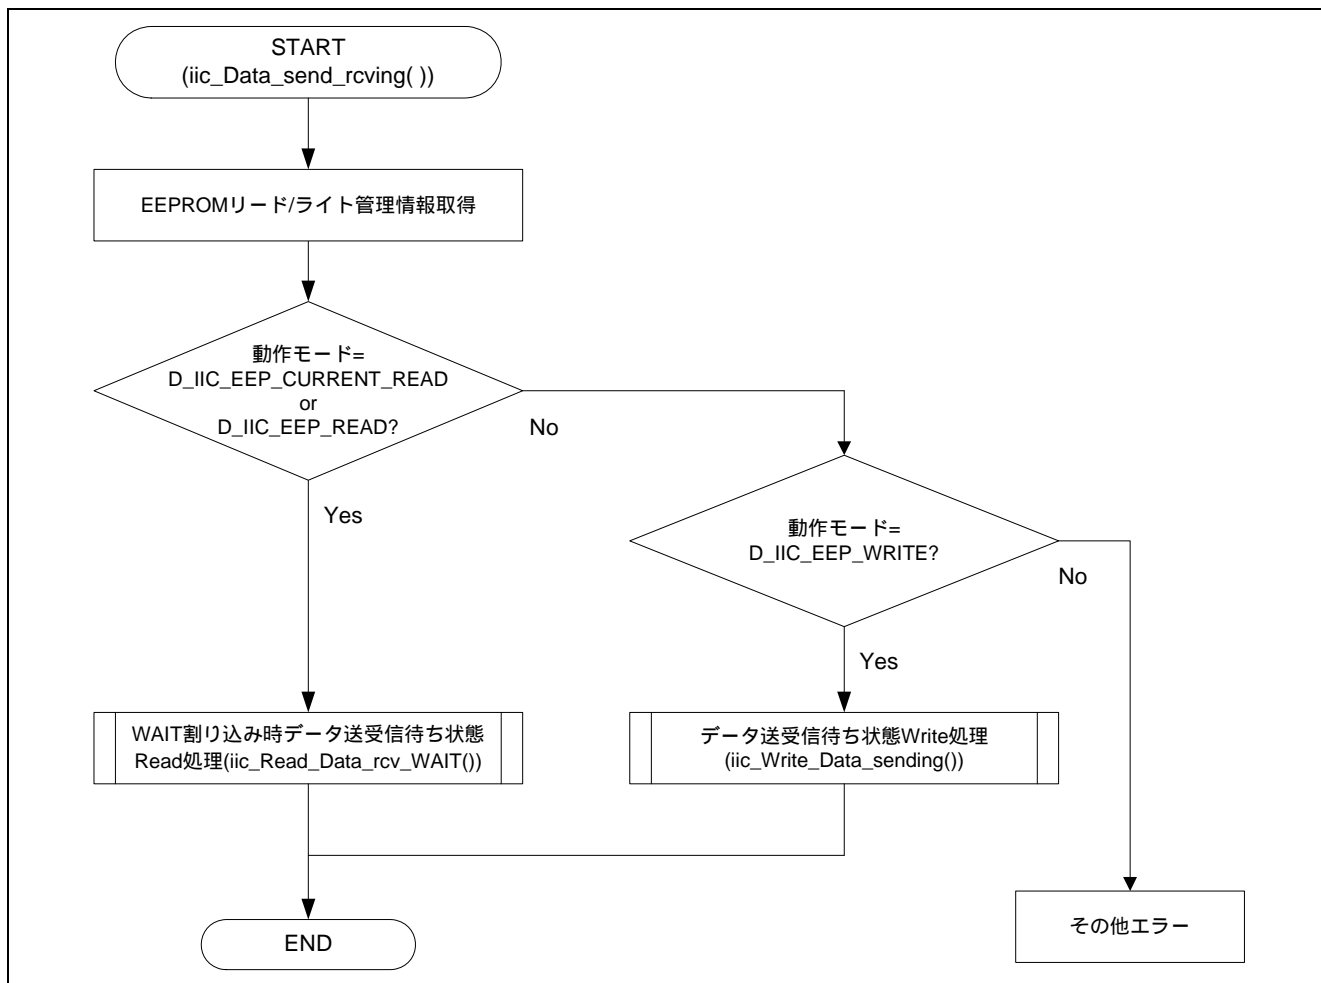 START
(iic_Data_send_rcving( ))
EEPROMリード/ライト管理情報取得
動作モード=
D_IIC_EEP_CURRENT_READ
or
D_IIC_EEP_READ?
No
Yes
動作モード=
D_IIC_EEP_WRITE?
No
Yes
WAIT割り込み時データ送受信待ち状態
Read処理(iic_Read_Data_rcv_WAIT())
データ送受信待ち状態Write処理
(iic_Write_Data_sending())
その他エラー
END